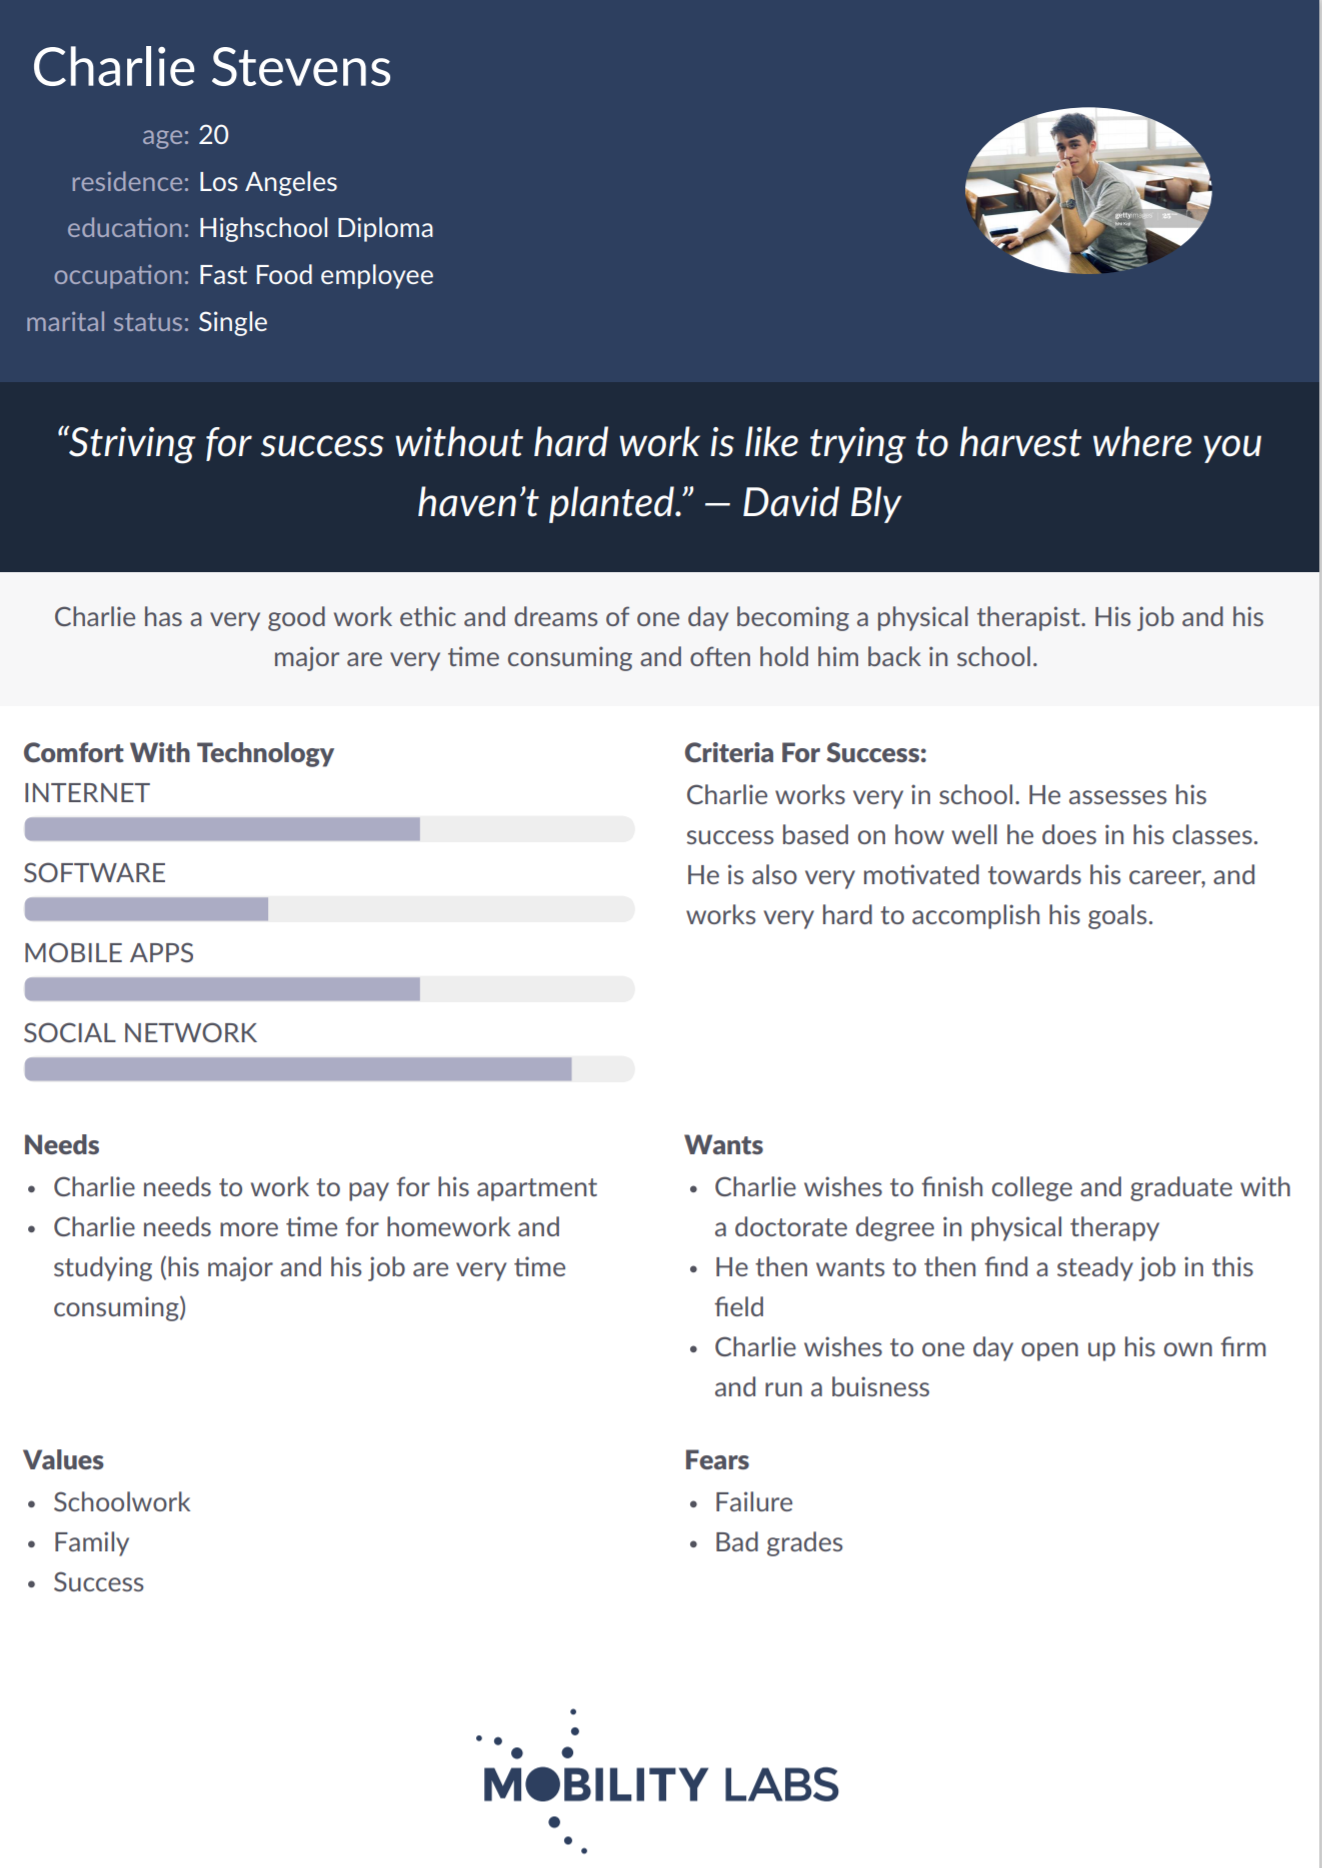 Charlie Stevens
age: 20
residence: Los Angeles
education: Highschool Diploma
occupation: Fast Food employee
marital status: Single
gettyimages
“Striving for success without hard work is like trying to harvest where you
haven’t planted.” — David Bly
Charlie has a very good work ethic and dreams of one day becoming a physical therapist. His job and his
major are very time consuming and often hold him back in school.
Comfort With Technology
INTERNET
SOFTWARE
MOBILE APPS
SOCIAL NETWORK
Criteria For Success:
Charlie works very in school. He assesses his
success based on how well he does in his classes.
He is also very motivated towards his career, and
works very hard to accomplish his goals.
Needs
• Charlie needs to work to pay for his apartment
• Charlie needs more time for homework and
studying (his major and his job are very time
consuming)
Wants
• Charlie wishes to finish college and graduate with
a doctorate degree in physical therapy
• He then wants to then find a steady job in this
field
• Charlie wishes to one day open up his own firm
and run a buisness
Values
• Schoolwork
• Family
• Success
Fears
• Failure
• Bad grades
MOBILITY LABS